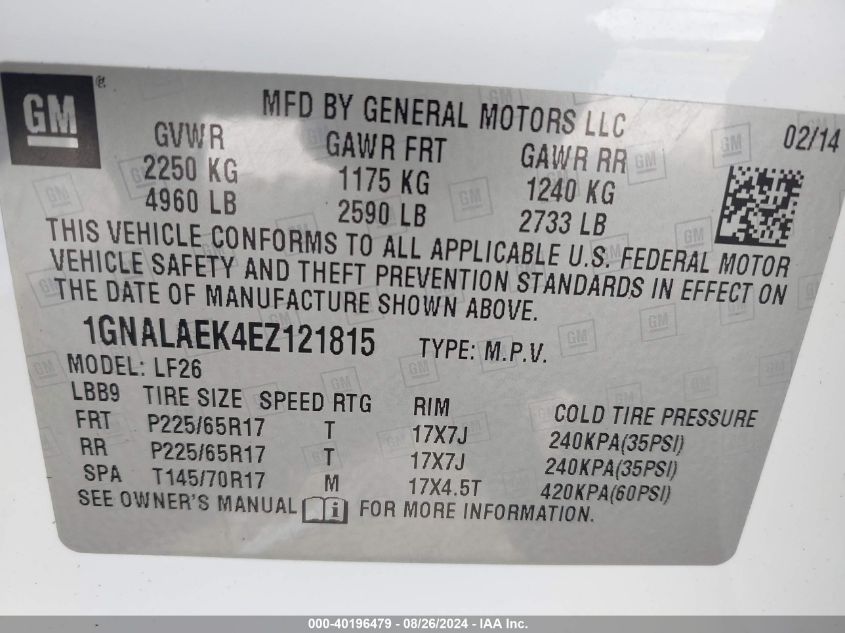 GM ®
MFD BY GENERAL MOTORS LLC
02/14
GVWR GAWR FRT GAWR RR
2250 KG 1175 KG 1240 KG
4960 LB 2590 LB 2733 LB
THIS VEHICLE CONFORMS TO ALL APPLICABLE U.S. FEDERAL MOTOR
VEHICLE SAFETY AND THEFT PREVENTION STANDARDS IN EFFECT ON
THE DATE OF MANUFACTURE SHOWN ABOVE.
1GNALAEK4EZ121815 TYPE: M.P.V.
MODEL: LF26
LBB9 TIRE SIZE SPEED RTG RIM COLD TIRE PRESSURE
FRT P225/65R17 T 17X7J 240KPA(35PSI)
RR P225/65R17 T 17X7J 240KPA(35PSI)
SPA T145/70R17 M 17X4.5T 420KPA(60PSI)
SEE OWNER'S MANUAL i FOR MORE INFORMATION.
000-40196479 - 08/26/2024 - IAA Inc.